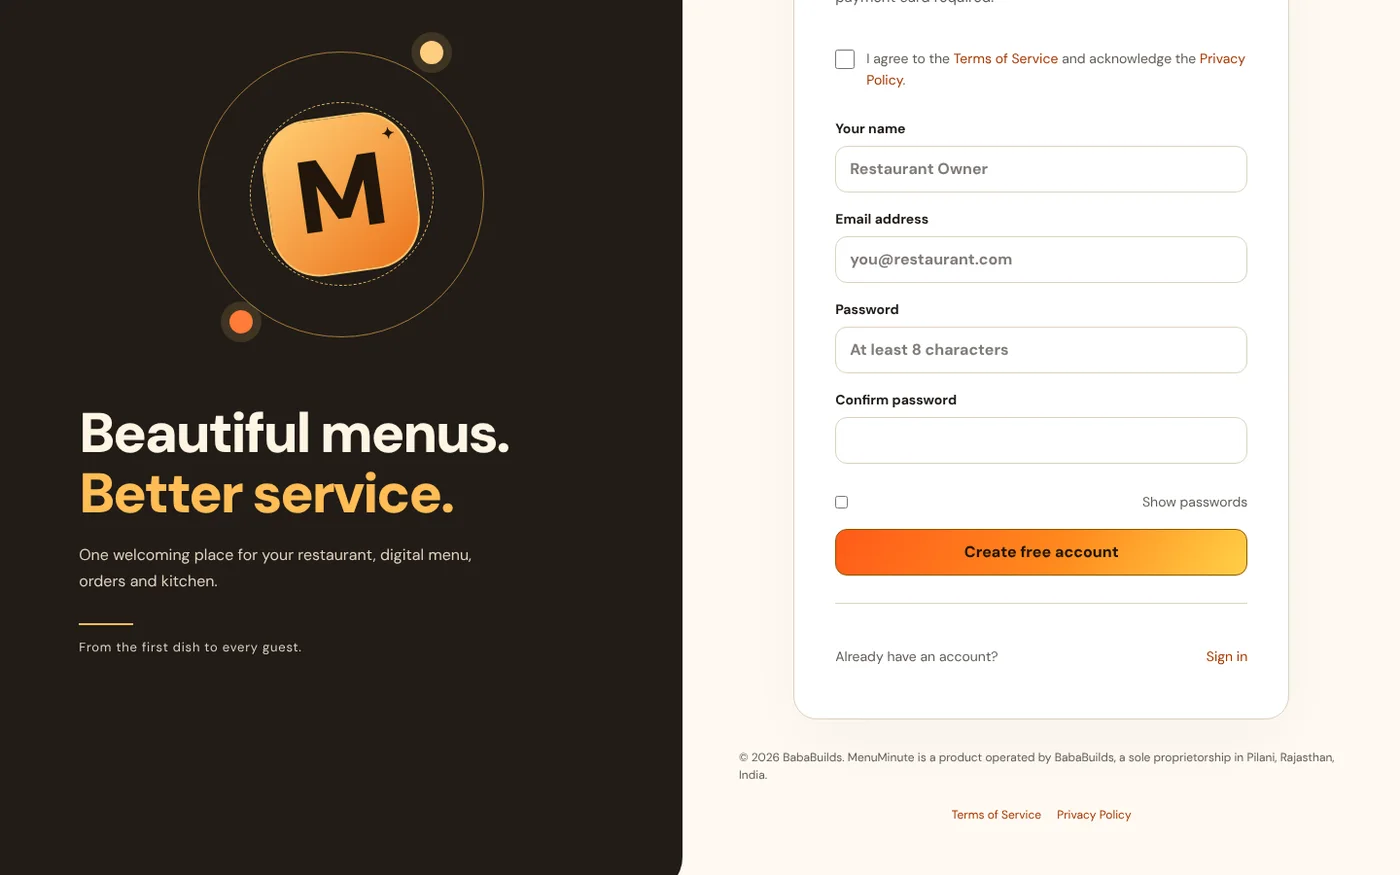 M
Beautiful menus.
Better service.
One welcoming place for your restaurant, digital menu,
orders and kitchen.
From the first dish to every guest.
payment card required.
I agree to the Terms of Service and acknowledge the Privacy
Policy.
Your name
Restaurant Owner
Email address
you@restaurant.com
Password
At least 8 characters
Confirm password
Show passwords
Create free account
Already have an account?
Sign in
© 2026 BabaBuilds. MenuMinute is a product operated by BabaBuilds, a sole proprietorship in Pilani, Rajasthan,
India.
Terms of Service
Privacy Policy